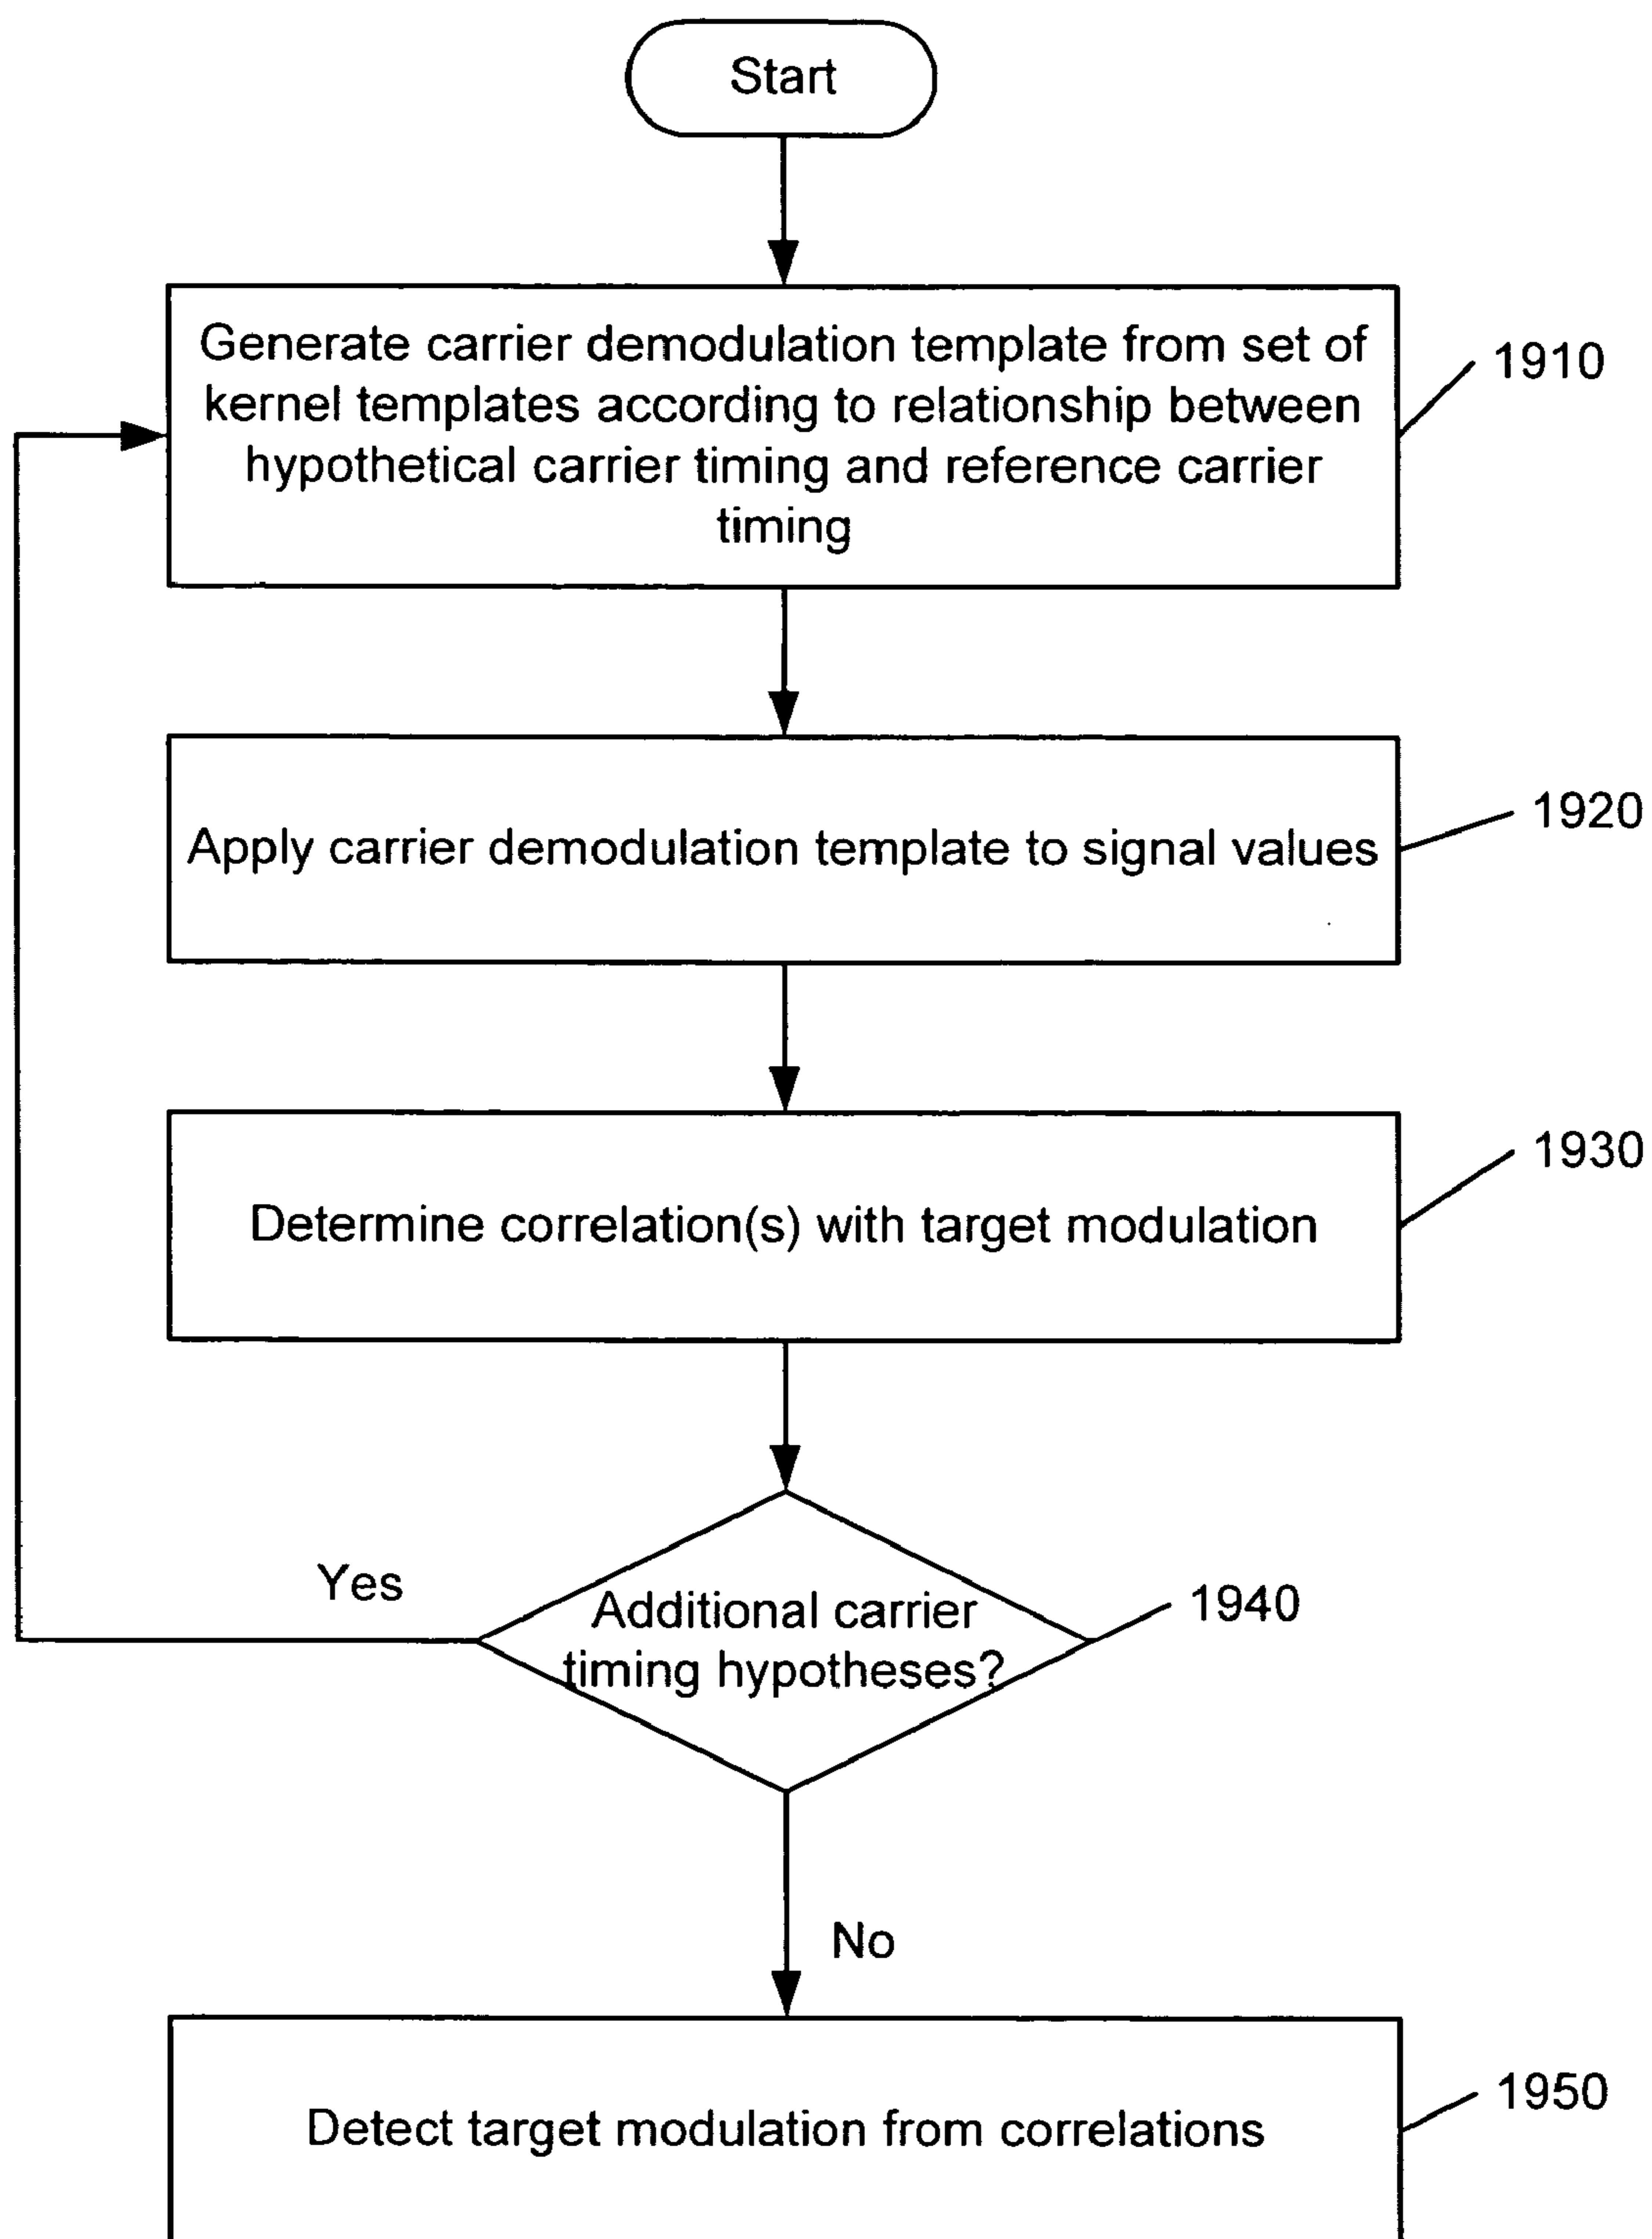 Start
Generate carrier demodulation template from set of
kernel templates according to relationship between
hypothetical carrier timing and reference carrier
timing
1910
Apply carrier demodulation template to signal values
1920
Determine correlation(s) with target modulation
1930
Yes
Additional carrier
timing hypotheses?
1940
No
Detect target modulation from correlations
1950